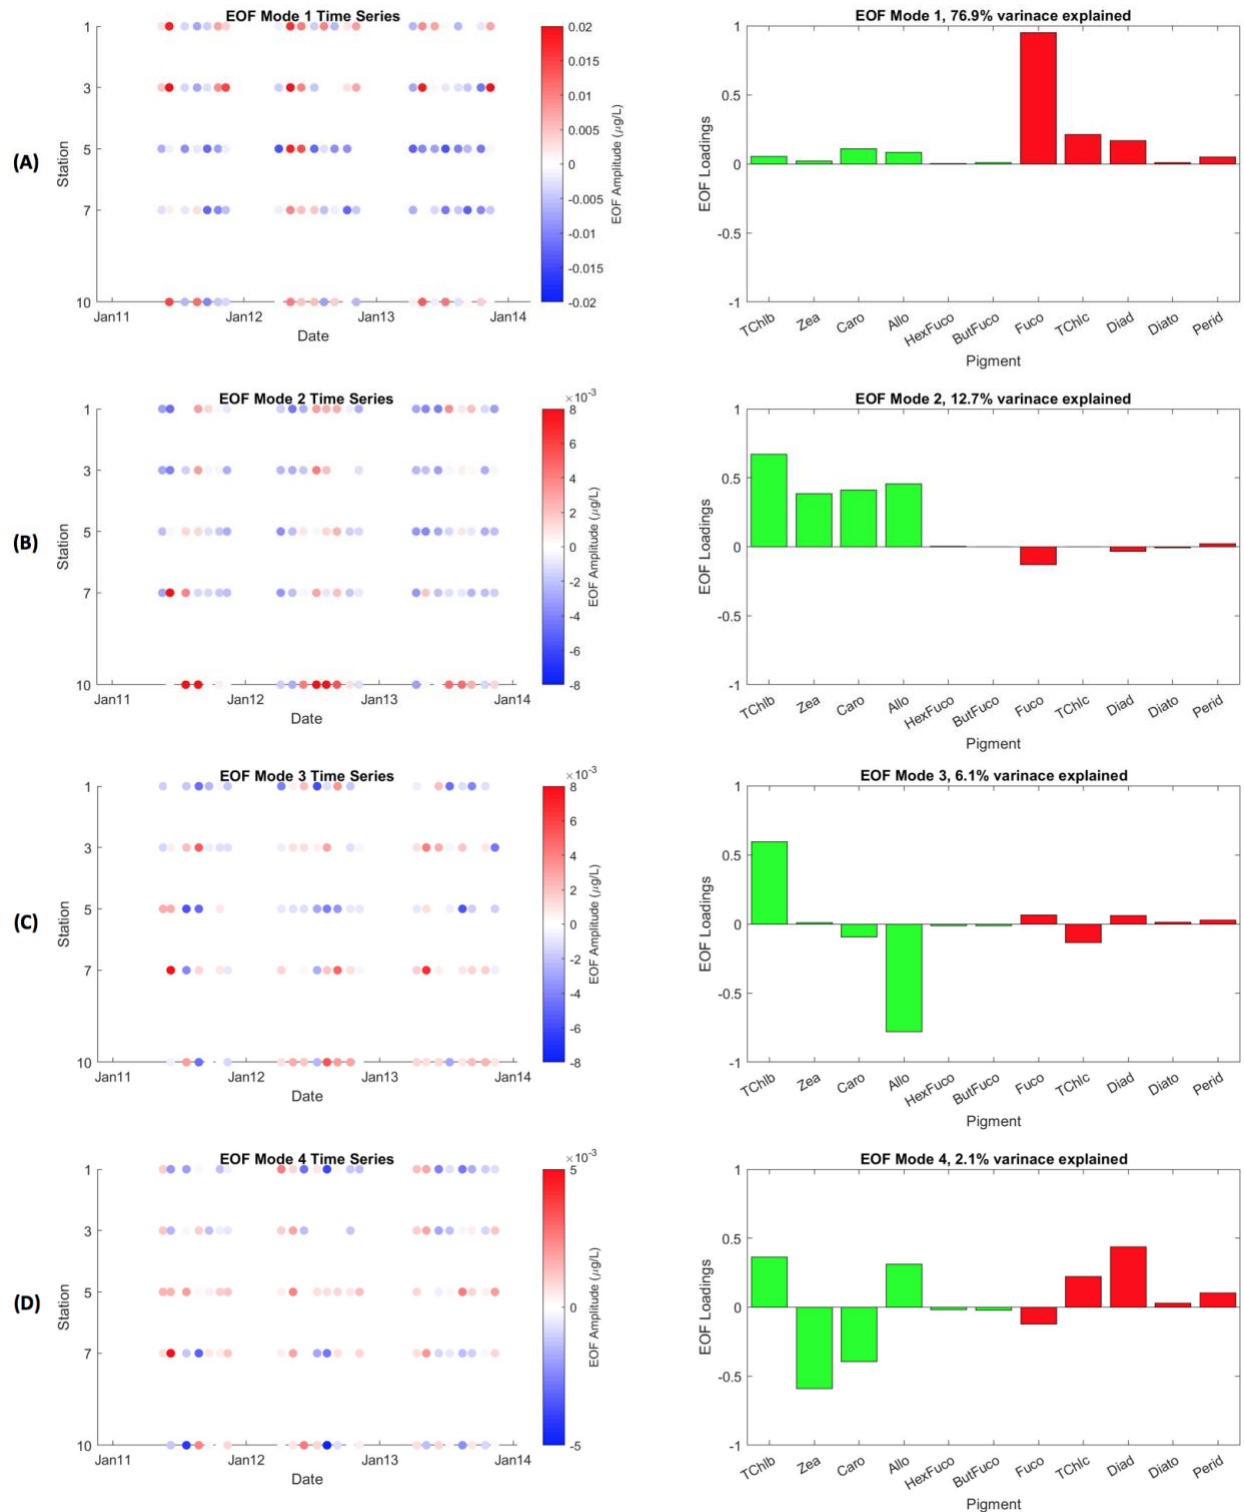 (A)
EOF Mode 1 Time Series
1
3
5
7
10
Station
Jan11 Jan12 Jan13 Jan14
Date
0.02
0.015
0.01
0.005
0
-0.005
-0.01
-0.015
-0.02
EOF Amplitude (μg/L)
EOF Mode 1, 76.9% varinace explained
1
0.5
0
-0.5
-1
EOF Loadings
TChlb Zea Caro Allo HexFuco ButFuco Fuco TChlc Diad Diato Perid
Pigment
(B)
EOF Mode 2 Time Series
1
3
5
7
10
Station
Jan11 Jan12 Jan13 Jan14
Date
×10-3
8
6
4
2
0
-2
-4
-6
-8
EOF Amplitude (μg/L)
EOF Mode 2, 12.7% varinace explained
1
0.5
0
-0.5
-1
EOF Loadings
TChlb Zea Caro Allo HexFuco ButFuco Fuco TChlc Diad Diato Perid
Pigment
(C)
EOF Mode 3 Time Series
1
3
5
7
10
Station
Jan11 Jan12 Jan13 Jan14
Date
×10-3
8
6
4
2
0
-2
-4
-6
-8
EOF Amplitude (μg/L)
EOF Mode 3, 6.1% varinace explained
1
0.5
0
-0.5
-1
EOF Loadings
TChlb Zea Caro Allo HexFuco ButFuco Fuco TChlc Diad Diato Perid
Pigment
(D)
EOF Mode 4 Time Series
1
3
5
7
10
Station
Jan11 Jan12 Jan13 Jan14
Date
×10-3
5
0
-5
EOF Amplitude (μg/L)
EOF Mode 4, 2.1% varinace explained
1
0.5
0
-0.5
-1
EOF Loadings
TChlb Zea Caro Allo HexFuco ButFuco Fuco TChlc Diad Diato Perid
Pigment